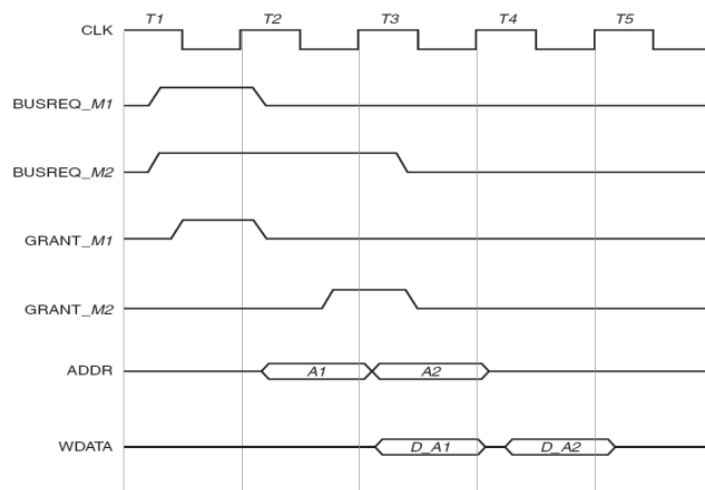 T1 T2 T3 T4 T5
CLK
BUSREQ_M1
BUSREQ_M2
GRANT_M1
GRANT_M2
ADDR A1 A2
WDATA D_A1 D_A2